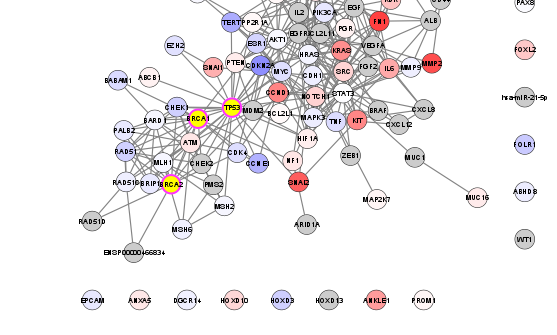 EGF
PAX8
IL2
PIK3CA
TERT
PPP2R1A
PGR
FN1
ALB
EZH2
ESR1
AKT1
EGFR
CXCL11
HRAS
KRAS
VEGFA
FOXL2
SNAI1
PTEN
CDKN2A
MYC
CDH1
SRC
FGF2
IL6
MMP9
MMP2
BABAM1
ABCB1
CCND1
NOTCH1
STAT3
hsa-miR-21-5p
CHEK1
TP53
MDM2
BCL2L1
MAPK3
BRAF
CXCL8
BARD1
BRCA1
TNF
KIT
CXCL12
PALB2
ATM
HIF1A
FOLR1
RAD51
MLH1
CHEK2
CDK4
CCNE1
NF1
ZEB1
MUC1
RAD51C
BRIP1
BRCA2
PMS2
SNAI2
ABHD8
MAP2K7
MUC16
MSH2
RAD51D
MSH6
ARID1A
WT1
ENSP00000466834
EPCAM
ANXA5
DGCR14
HOXD10
HOXD3
HOXD13
ANKLE1
PROM1